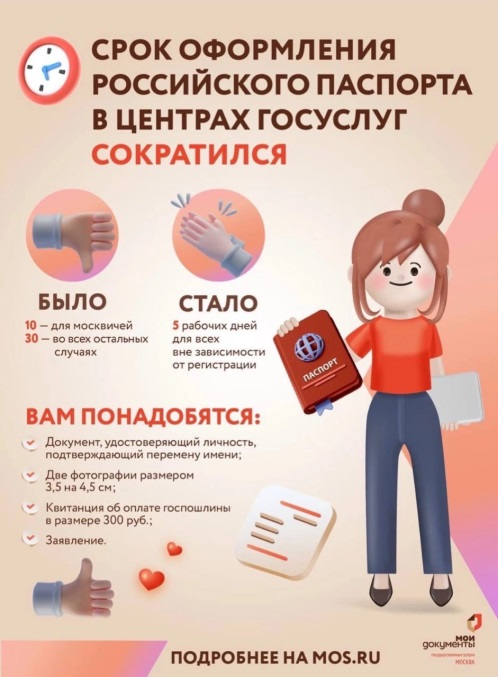 СРОК ОФОРМЛЕНИЯ
РОССИЙСКОГО ПАСПОРТА
В ЦЕНТРАХ ГОСУСЛУГ
СОКРАТИЛСЯ
БЫЛО
10 — для москвичей
30 — во всех остальных
случаях
СТАЛО
5 рабочих дней
для всех
вне зависимости
от регистрации
ПАСПОРТ
ВАМ ПОНАДОБЯТСЯ:
Документ, удостоверяющий личность,
подтверждающий перемену имени;
Две фотографии размером
3,5 на 4,5 см;
Квитанция об оплате госпошлины
в размере 300 руб.;
Заявление.
МОИ
ДОКУМЕНТЫ
МОСКВА
ПОДРОБНЕЕ НА MOS.RU